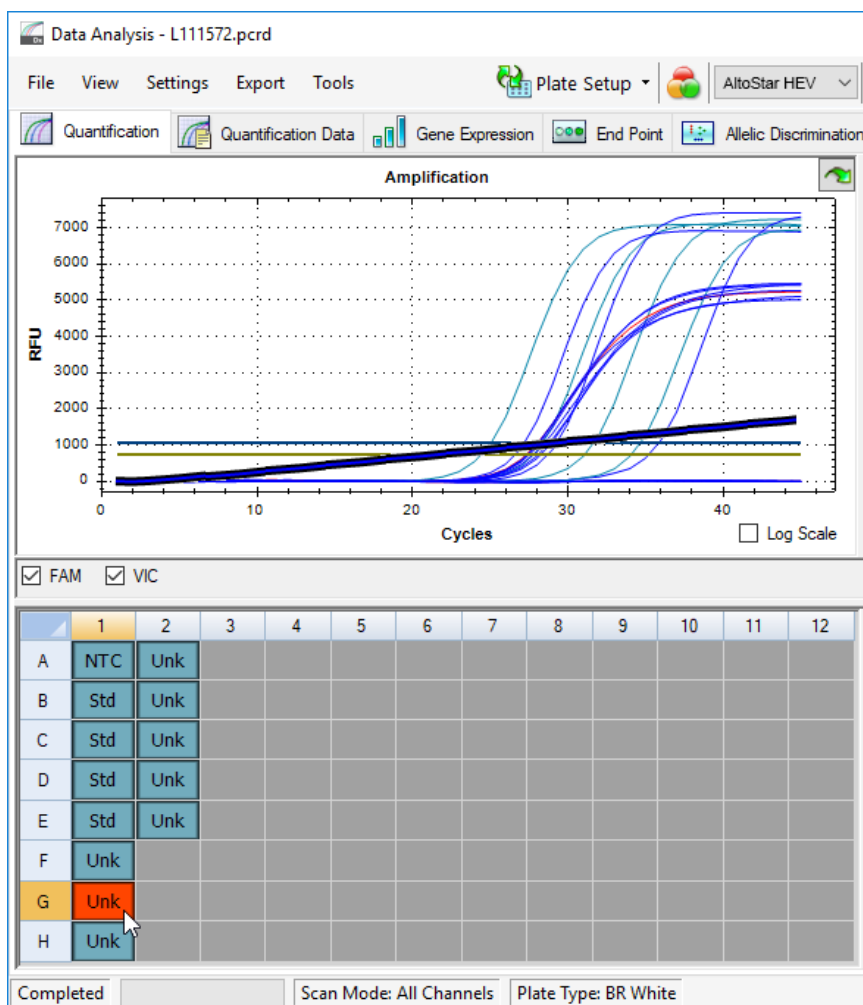 Data Analysis - L111572.pcrd
File View Settings Export Tools Plate Setup AltoStar HEV
Quantification Quantification Data Gene Expression End Point Allelic Discrimination
Amplification
7000
6000
5000
4000
3000
2000
1000
0
RFU
0 10 20 30 40
Cycles
Log Scale
FAM VIC
1 2 3 4 5 6 7 8 9 10 11 12
A NTC Unk
B Std Unk
C Std Unk
D Std Unk
E Std Unk
F Unk
G Unk
H Unk
Completed Scan Mode: All Channels Plate Type: BR White